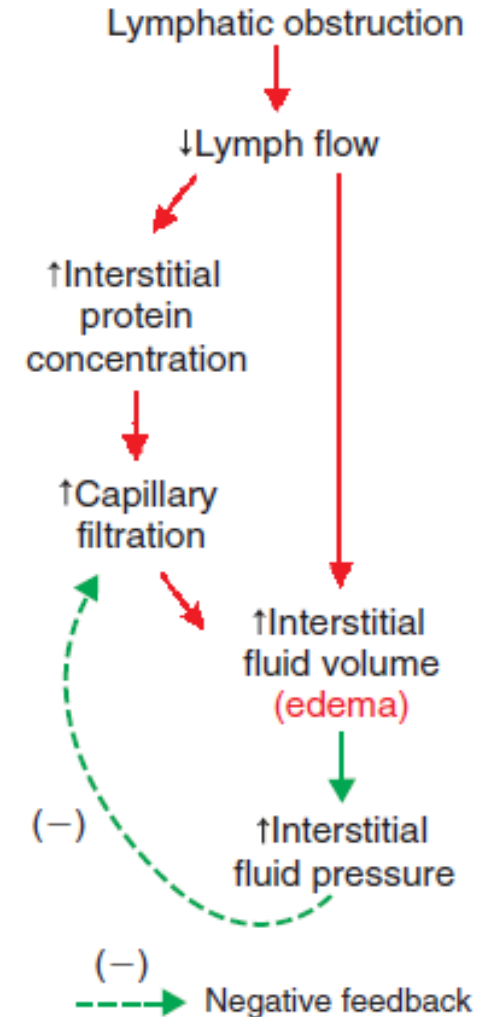 Lymphatic obstruction
↓Lymph flow
↑Interstitial
protein
concentration
↑Capillary
filtration
↑Interstitial
fluid volume
(edema)
(−)
↑Interstitial
fluid pressure
(−)
Negative feedback